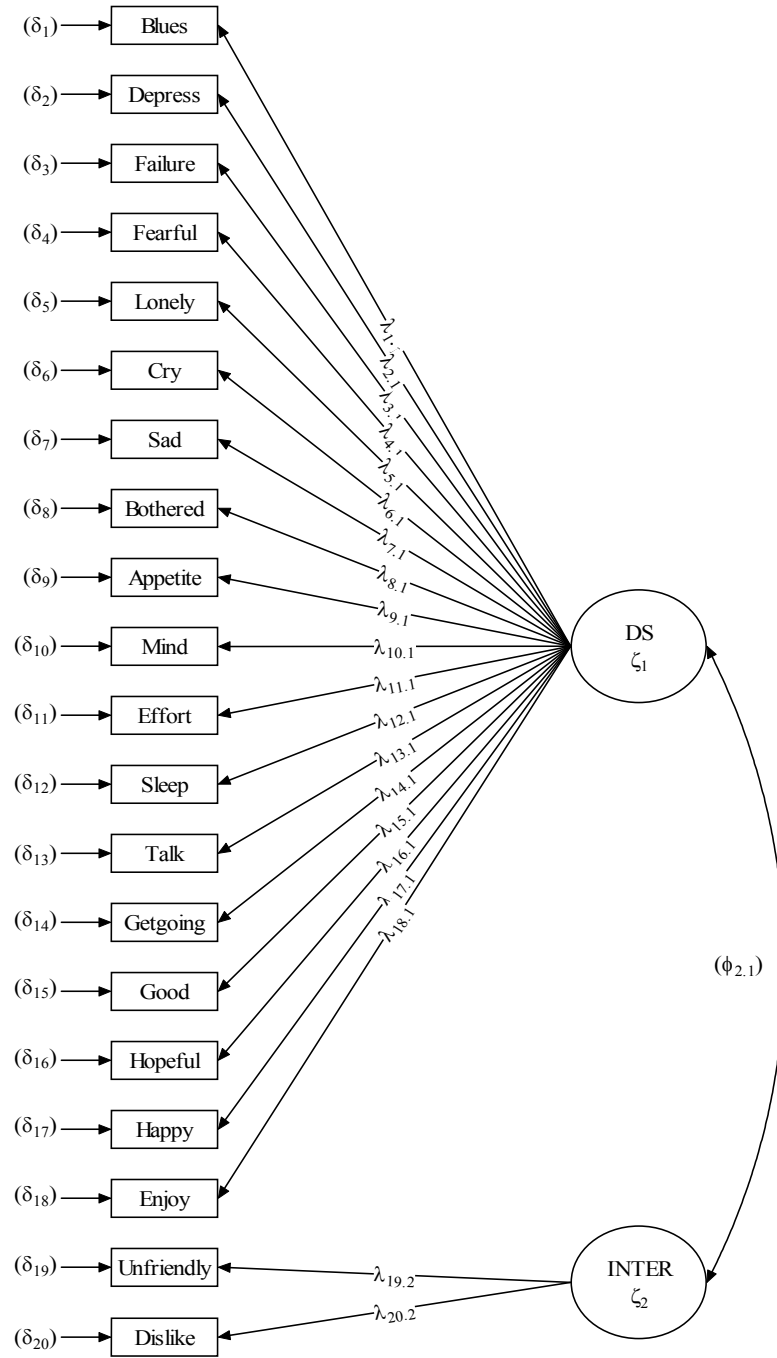 (δ₁) Blues
(δ₂) Depress
(δ₃) Failure
(δ₄) Fearful
(δ₅) Lonely
λ₁.
(δ₆) Cry
λ₂.₁
λ₃.
λ₄.
(δ₇) Sad
λ₅.₁
λ₆.₁
(δ₈) Bothered
λ₇.₁
λ₈.₁
(δ₉) Appetite
λ₉.₁
DS
ζ₁
(δ₁₀) Mind
λ₁₀.₁
(δ₁₁) Effort
λ₁₁.₁
λ₁₂.₁
(δ₁₂) Sleep
λ₁₃.₁
λ₁₄.₁
(δ₁₃) Talk
λ₁₅.₁
λ₁₆.₁
λ₁₇.₁
(δ₁₄) Getgoing
λ₁₈.₁
(ϕ₂.₁)
(δ₁₅) Good
(δ₁₆) Hopeful
(δ₁₇) Happy
(δ₁₈) Enjoy
(δ₁₉) Unfriendly
λ₁₉.₂
INTER
ζ₂
λ₂₀.₂
(δ₂₀) Dislike